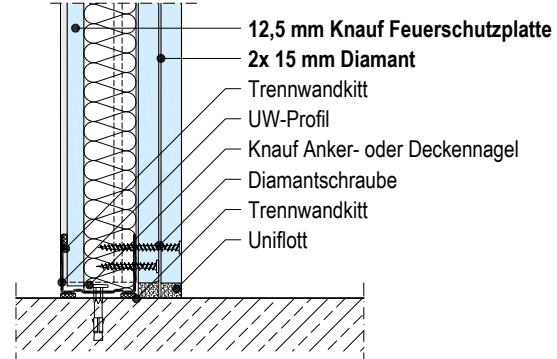 12,5 mm Knauf Feuerschutzplatte
2x 15 mm Diamant
Trennwandkitt
UW-Profil
Knauf Anker- oder Deckennagel
Diamantschraube
Trennwandkitt
Uniflott